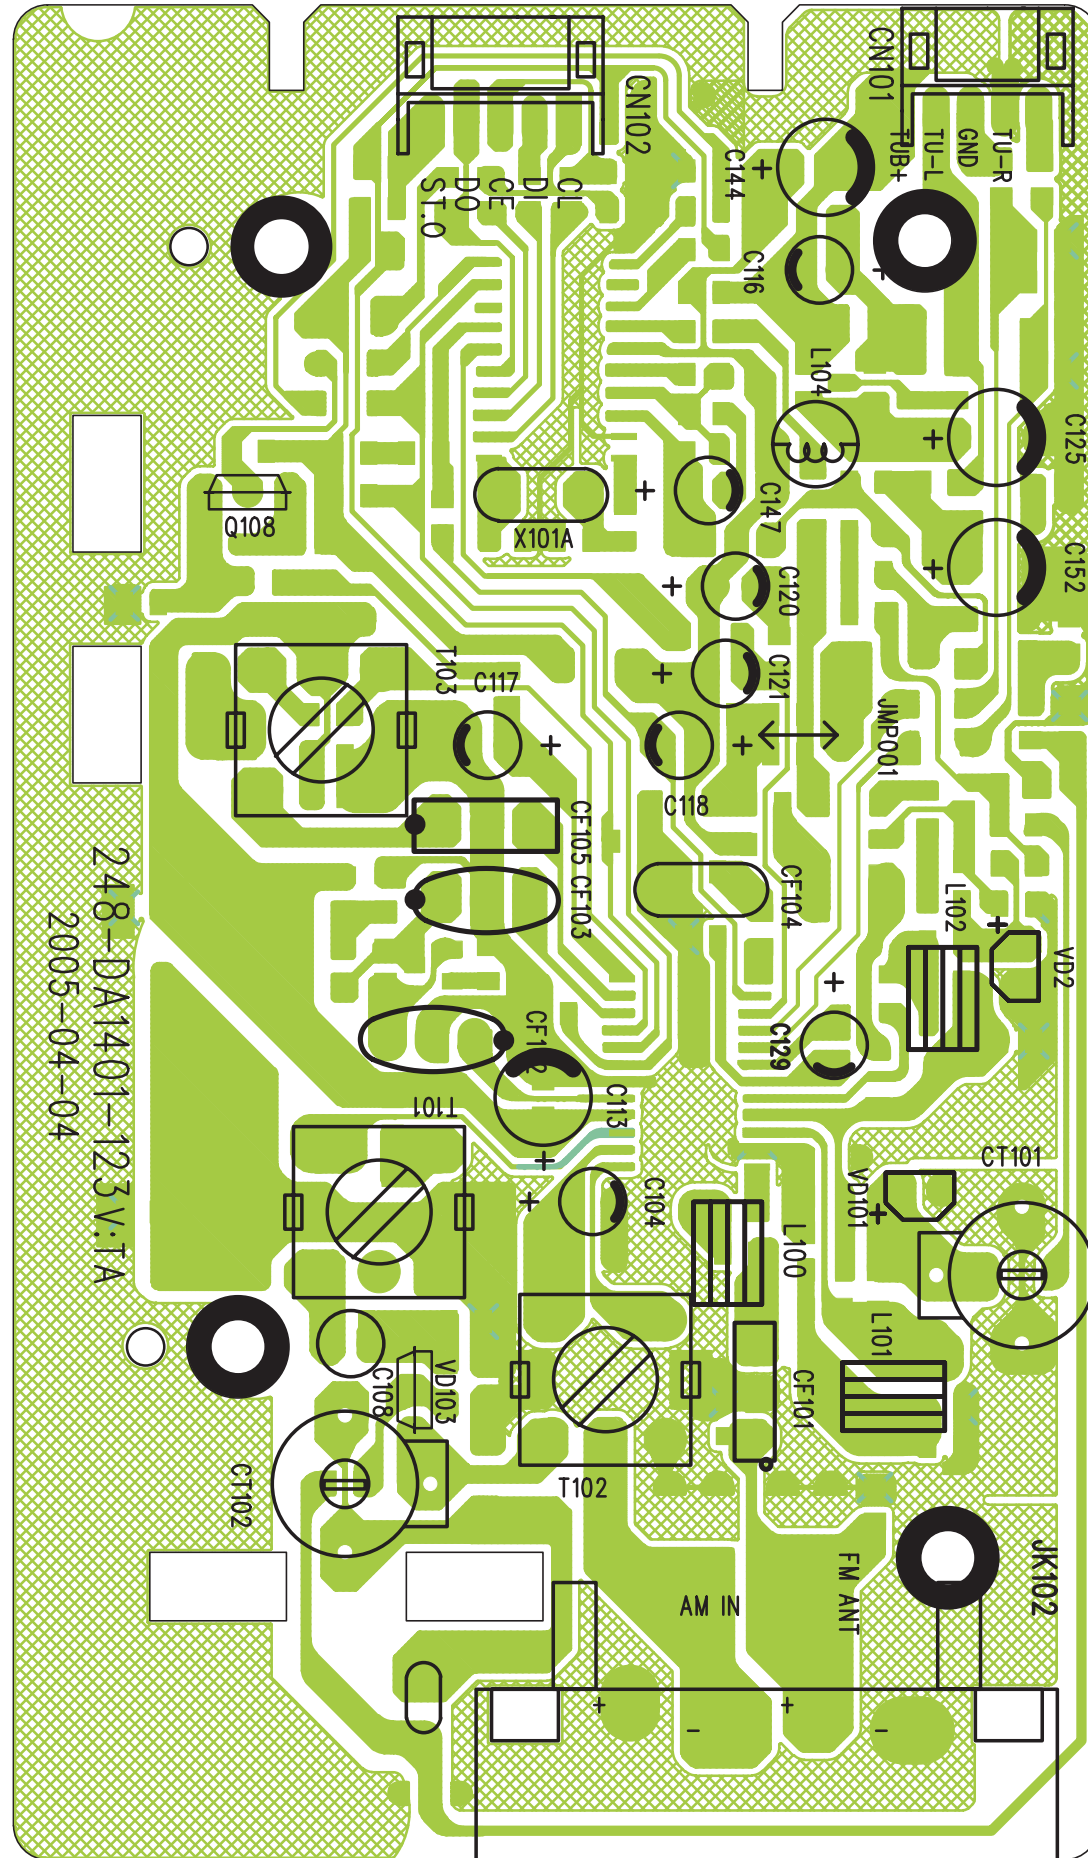 CN101
CN102
TUB+
TU-L
GND
TU-R
C144
ST.0
DO
CE
DI
CL
C116
L104
C125
C147
Q108
X101A
C152
C120
C121
T103
C117
JMP001
C118
CF105
CF103
CF104
L102
VD2
248-DA1401-123V:TA
2005-04-04
C129
C113
T101
CT101
VD101
C104
L100
L101
VD103
C108
CF101
CT102
T102
JK102
FM ANT
AM IN
+
-
+
-